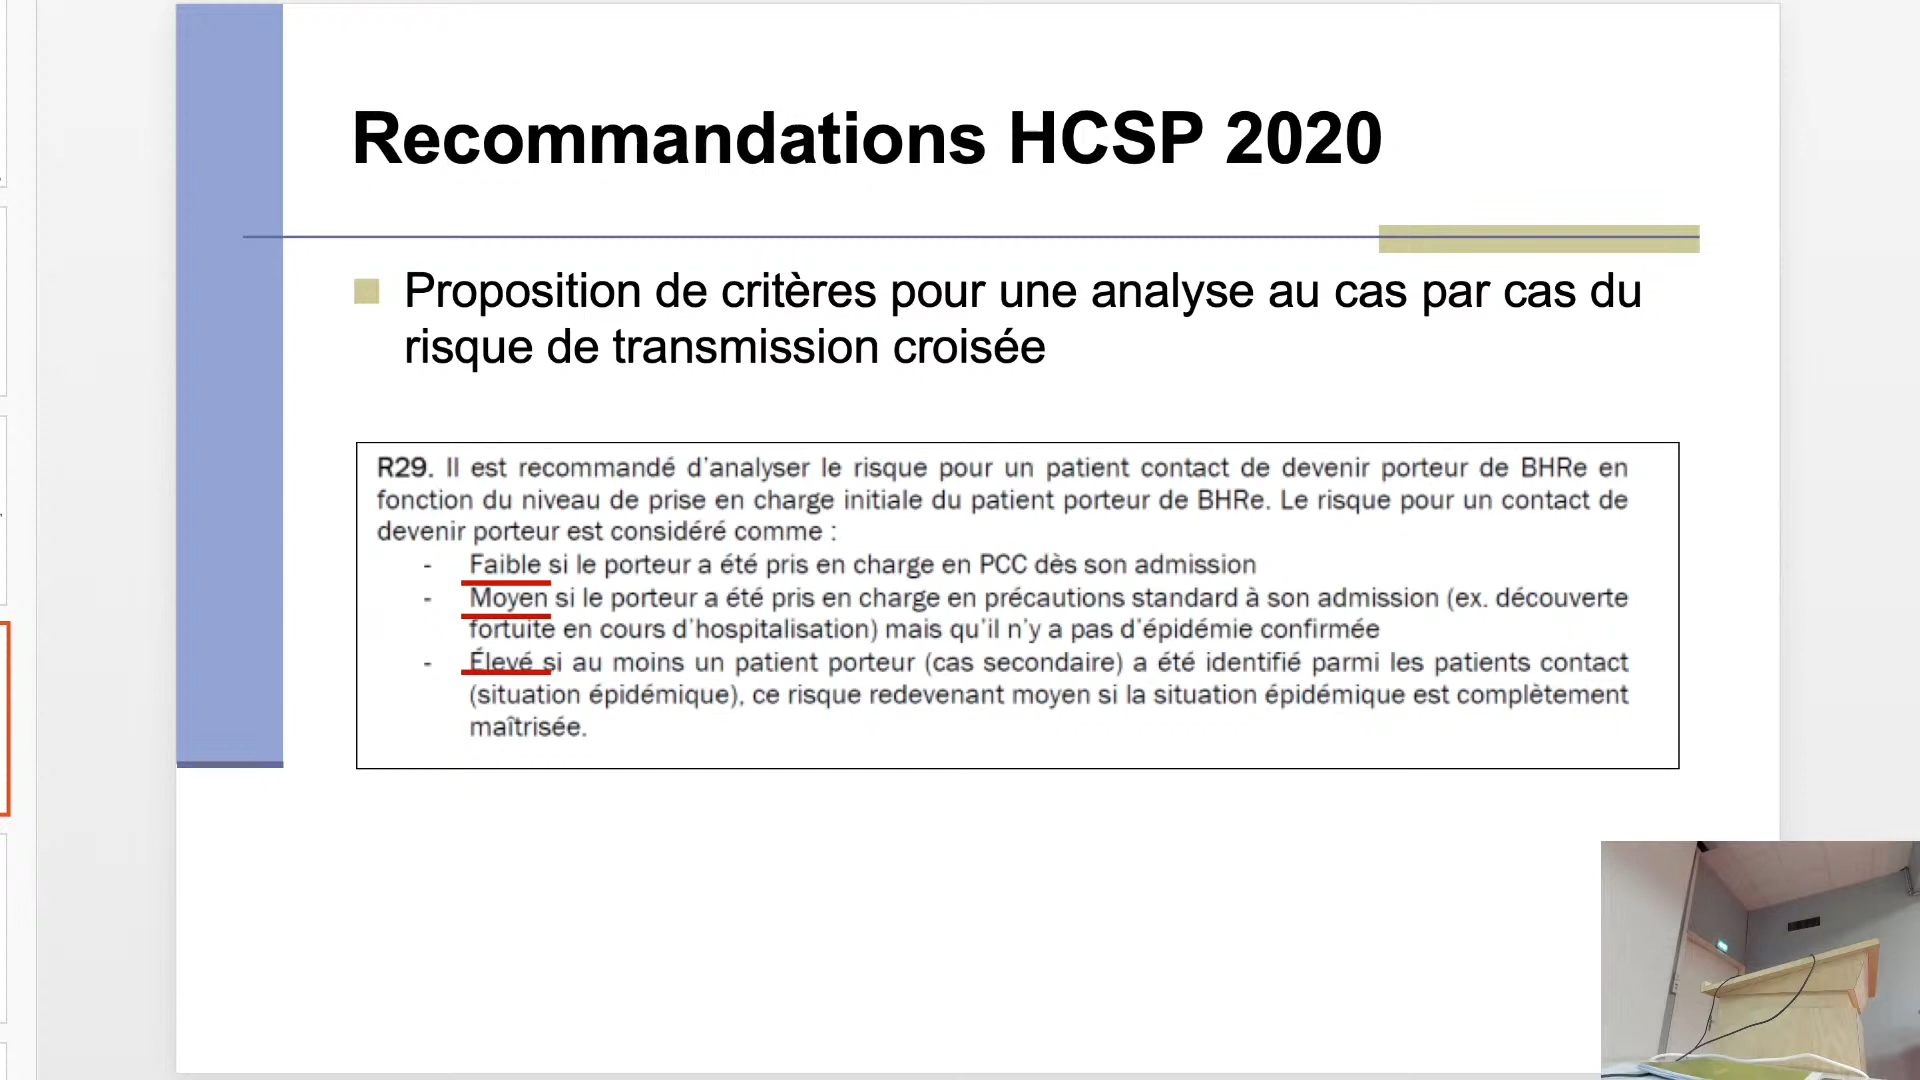 Recommandations HCSP 2020
Proposition de critères pour une analyse au cas par cas du
risque de transmission croisée
R29. Il est recommandé d’analyser le risque pour un patient contact de devenir porteur de BHRe en
fonction du niveau de prise en charge initiale du patient porteur de BHRe. Le risque pour un contact de
devenir porteur est considéré comme :
- Faible si le porteur a été pris en charge en PCC dès son admission
- Moyen si le porteur a été pris en charge en précautions standard à son admission (ex. découverte
fortuite en cours d’hospitalisation) mais qu’il n’y a pas d’épidémie confirmée
- Élevé si au moins un patient porteur (cas secondaire) a été identifié parmi les patients contact
(situation épidémique), ce risque redevenant moyen si la situation épidémique est complètement
maîtrisée.